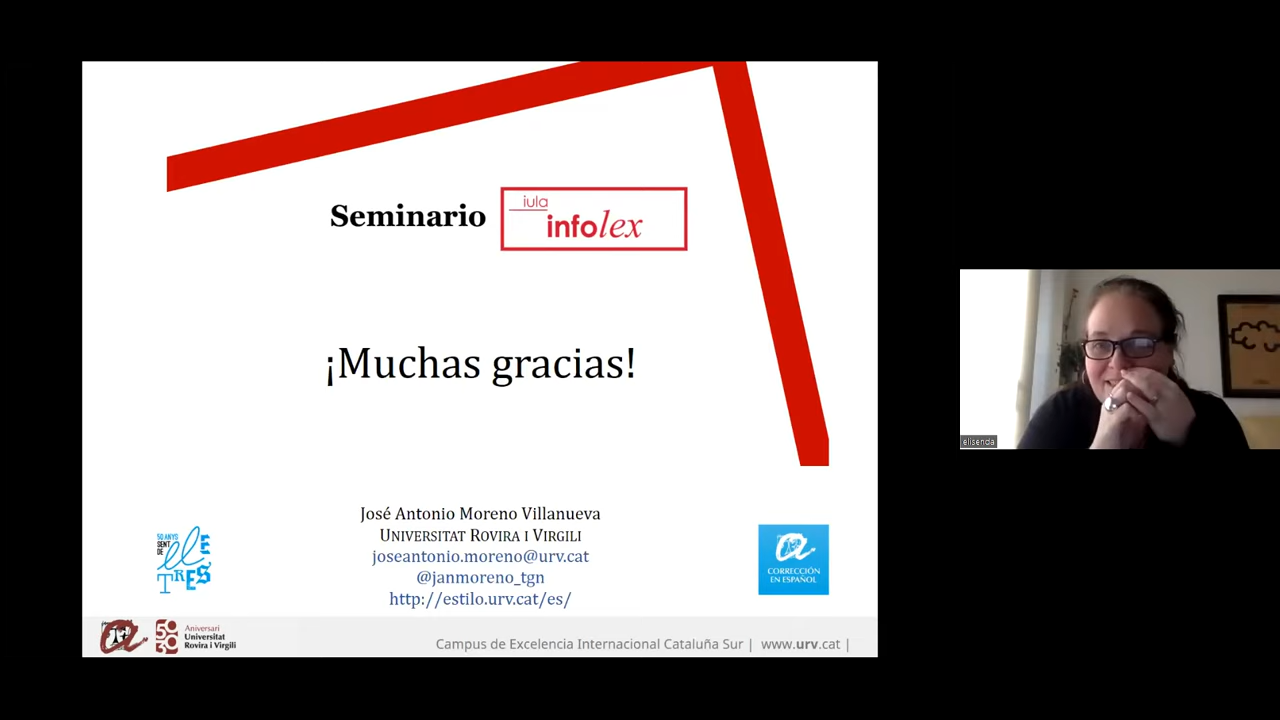 Seminario
iula
infolex
¡Muchas gracias!
José Antonio Moreno Villanueva
UNIVERSITAT ROVIRA I VIRGILI
joseantonio.moreno@urv.cat
@janmoreno_tgn
http://estilo.urv.cat/es/
50 ANYS
SENT
DE
LLETRES
CORRECCIÓN
EN ESPAÑOL
Aniversari
Universitat
Rovira i Virgili
Campus de Excelencia Internacional Cataluña Sur | www.urv.cat |
elisenda